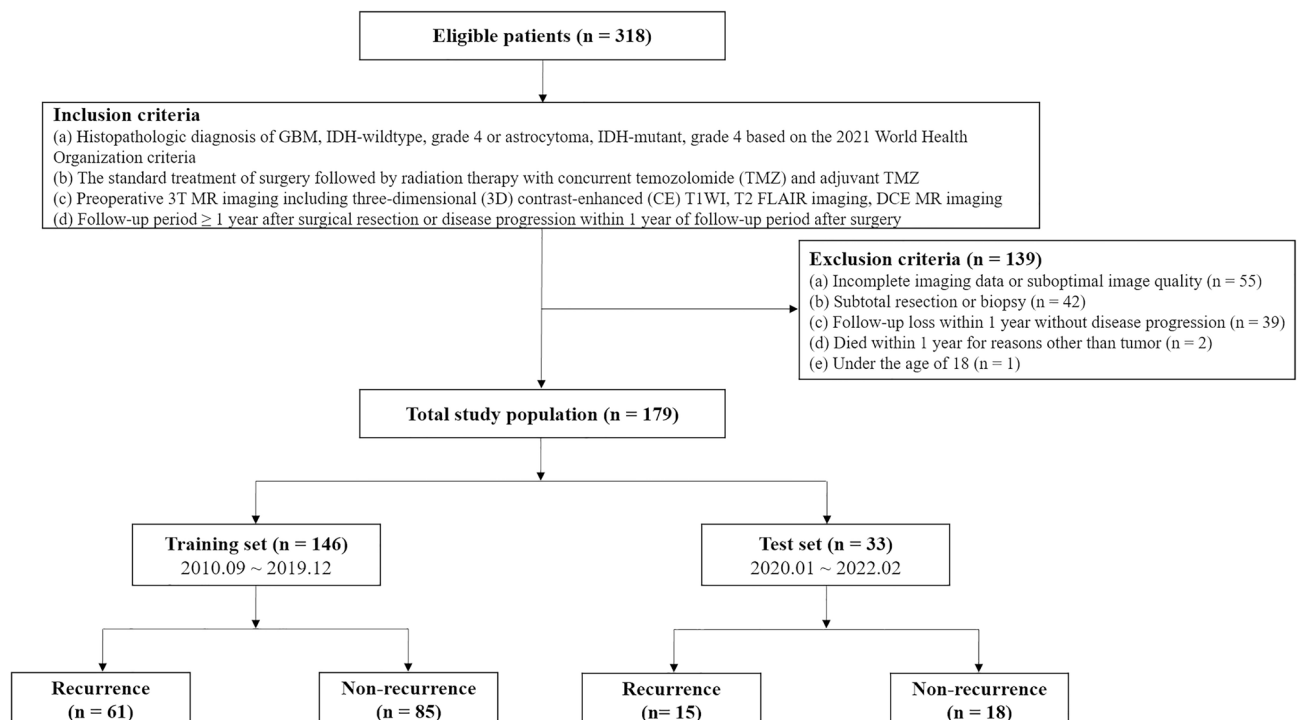 Eligible patients (n = 318)
Inclusion criteria
(a) Histopathologic diagnosis of GBM, IDH-wildtype, grade 4 or astrocytoma, IDH-mutant, grade 4 based on the 2021 World Health
Organization criteria
(b) The standard treatment of surgery followed by radiation therapy with concurrent temozolomide (TMZ) and adjuvant TMZ
(c) Preoperative 3T MR imaging including three-dimensional (3D) contrast-enhanced (CE) T1WI, T2 FLAIR imaging, DCE MR imaging
(d) Follow-up period ≥ 1 year after surgical resection or disease progression within 1 year of follow-up period after surgery
Exclusion criteria (n = 139)
(a) Incomplete imaging data or suboptimal image quality (n = 55)
(b) Subtotal resection or biopsy (n = 42)
(c) Follow-up loss within 1 year without disease progression (n = 39)
(d) Died within 1 year for reasons other than tumor (n = 2)
(e) Under the age of 18 (n = 1)
Total study population (n = 179)
Training set (n = 146)
2010.09 ~ 2019.12
Test set (n = 33)
2020.01 ~ 2022.02
Recurrence
(n = 61)
Non-recurrence
(n = 85)
Recurrence
(n= 15)
Non-recurrence
(n = 18)